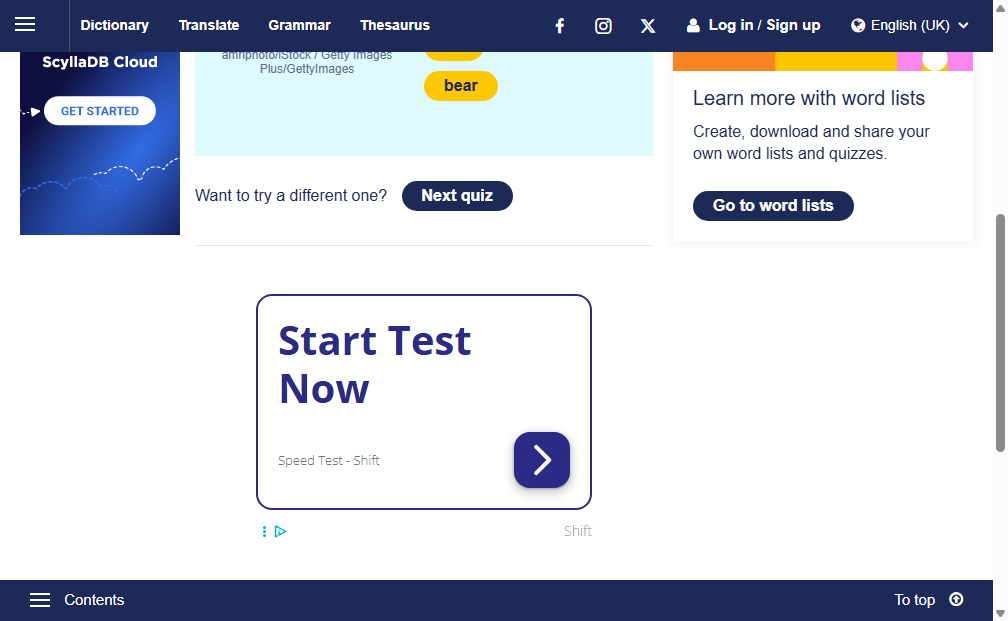 Dictionary Translate Grammar Thesaurus Log in / Sign up English (UK)
ScyllaDB Cloud
GET STARTED
amriphoto/iStock / Getty Images
Plus/GettyImages
bear
Want to try a different one? Next quiz
Learn more with word lists
Create, download and share your
own word lists and quizzes.
Go to word lists
Start Test
Now
Speed Test - Shift
Shift
Contents To top